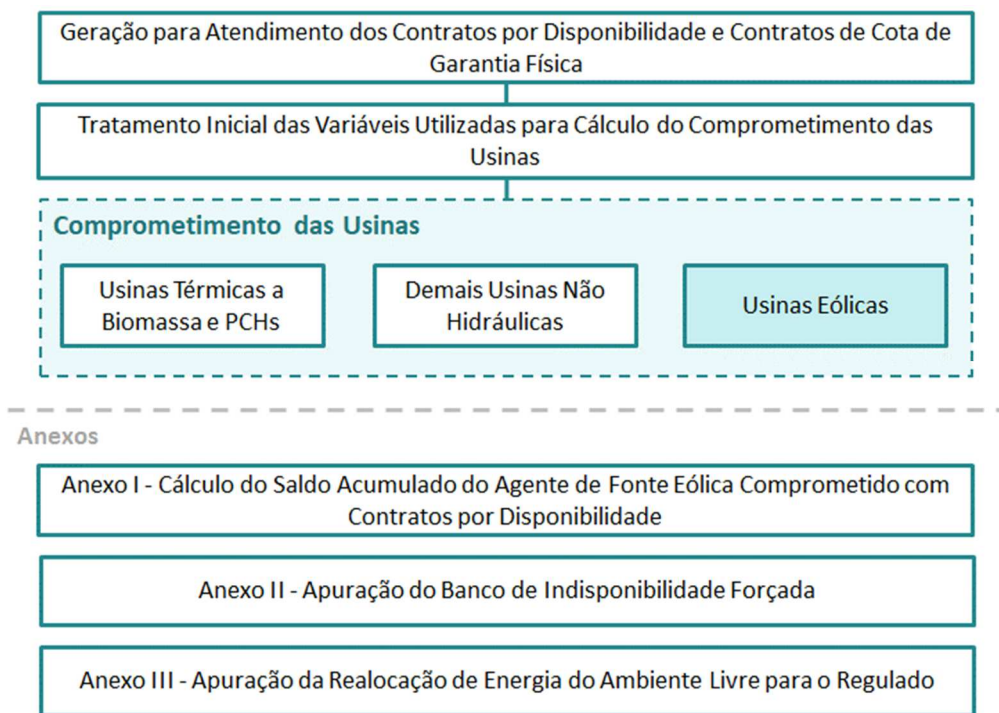 Geração para Atendimento dos Contratos por Disponibilidade e Contratos de Cota de
Garantia Física
Tratamento Inicial das Variáveis Utilizadas para Cálculo do Comprometimento das
Usinas
Comprometimento das Usinas
Usinas Térmicas a
Biomassa e PCHs
Demais Usinas Não
Hidráulicas
Usinas Eólicas
Anexos
Anexo I - Cálculo do Saldo Acumulado do Agente de Fonte Eólica Comprometido com
Contratos por Disponibilidade
Anexo II - Apuração do Banco de Indisponibilidade Forçada
Anexo III - Apuração da Realocação de Energia do Ambiente Livre para o Regulado